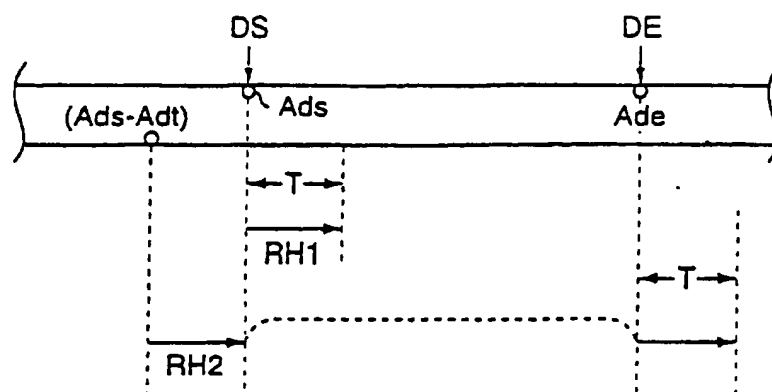 DS DE
Ads
(Ads-Adt) Ade
T
RH1
T
RH2